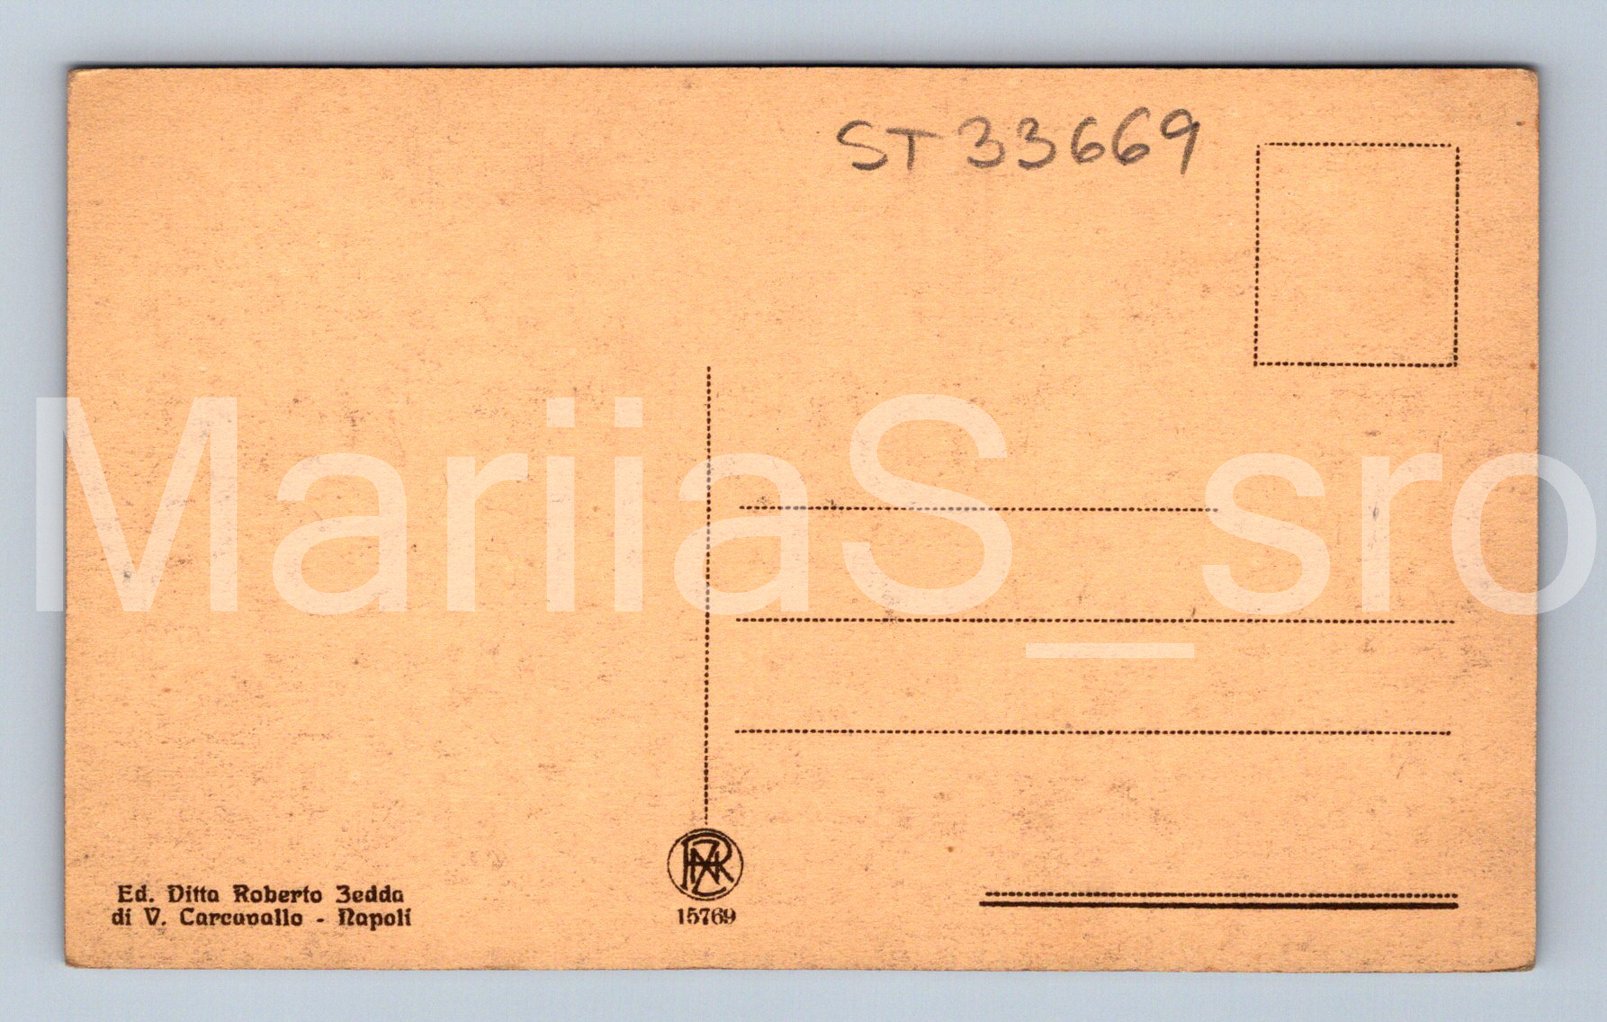 ST 33669
MariiaS_sro
Ed. Ditta Roberto Zedda
di V. Carcavallo - Napoli
15769